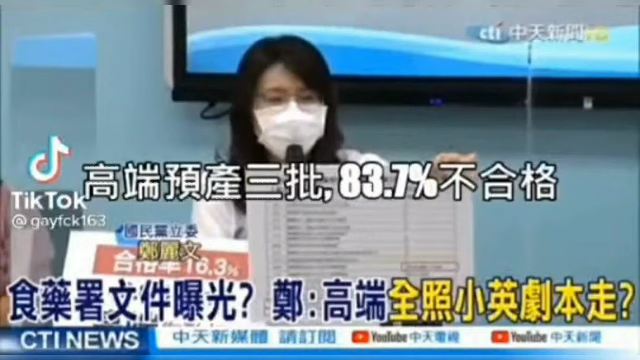 cti 中天新聞
高端預產三批, 83.7%不合格
TikTok
@gayfck163
國民黨立委
鄭麗文
合格率16.3%
食藥署文件曝光? 鄭:高端全照小英劇本走?
CTI NEWS
中天新媒體 請訂閱 YouTube 中天電視 YouTube 中天新聞